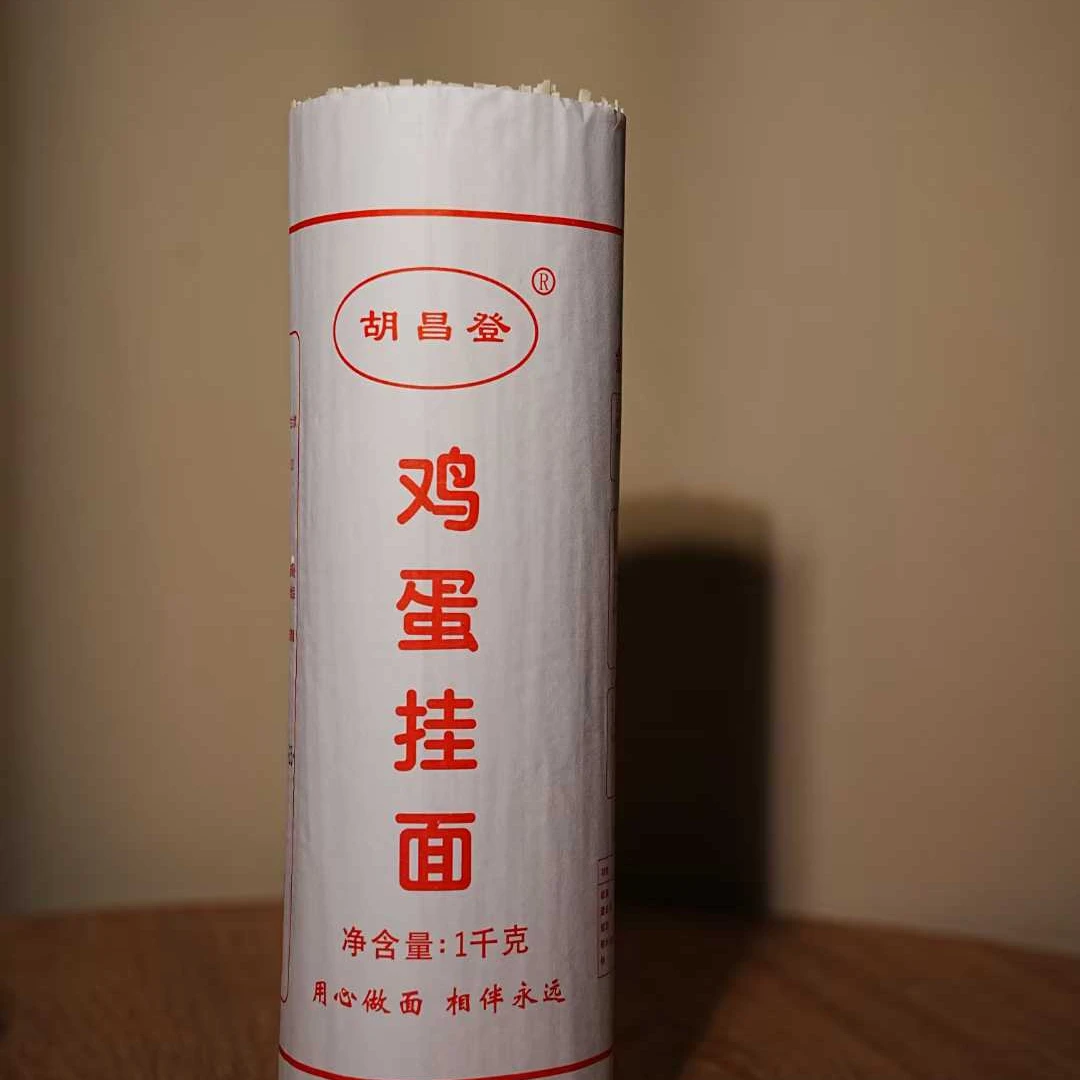 胡昌登
®
鸡蛋挂面
净含量:1千克
用心做面 相伴永远